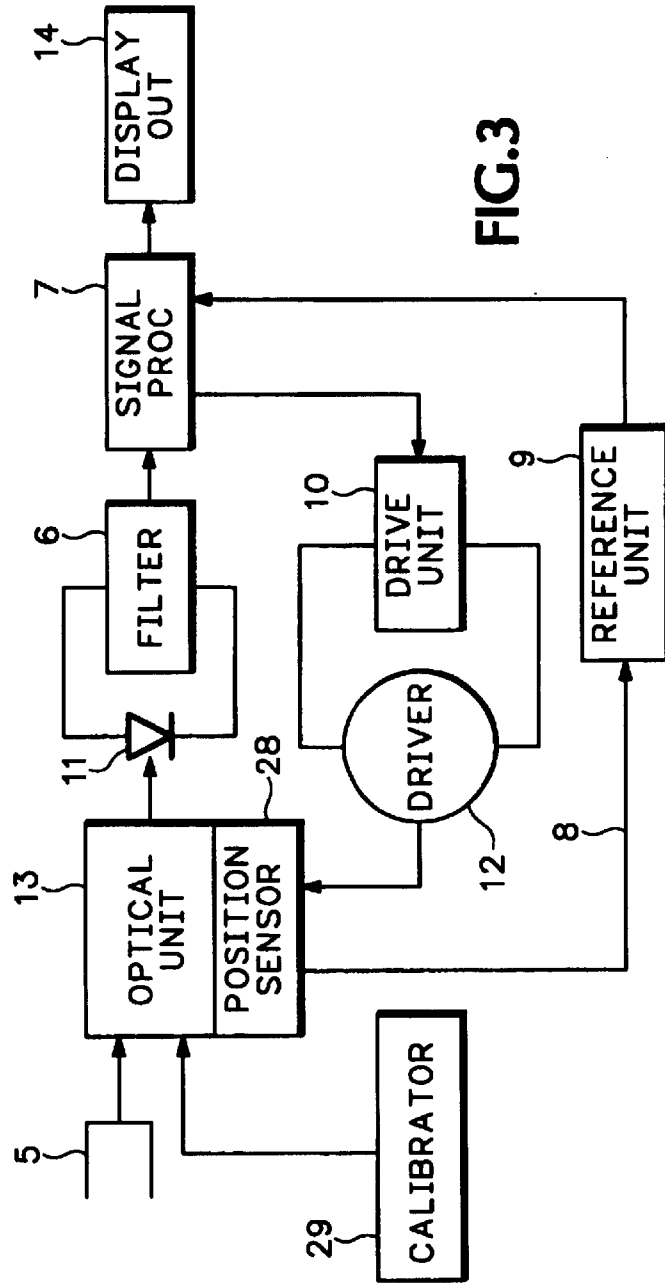 5
13
OPTICAL
UNIT
28
POSITION
SENSOR
11
6
FILTER
7
SIGNAL
PROC
14
DISPLAY
OUT
29
CALIBRATOR
12
DRIVER
10
DRIVE
UNIT
8
9
REFERENCE
UNIT
FIG.3